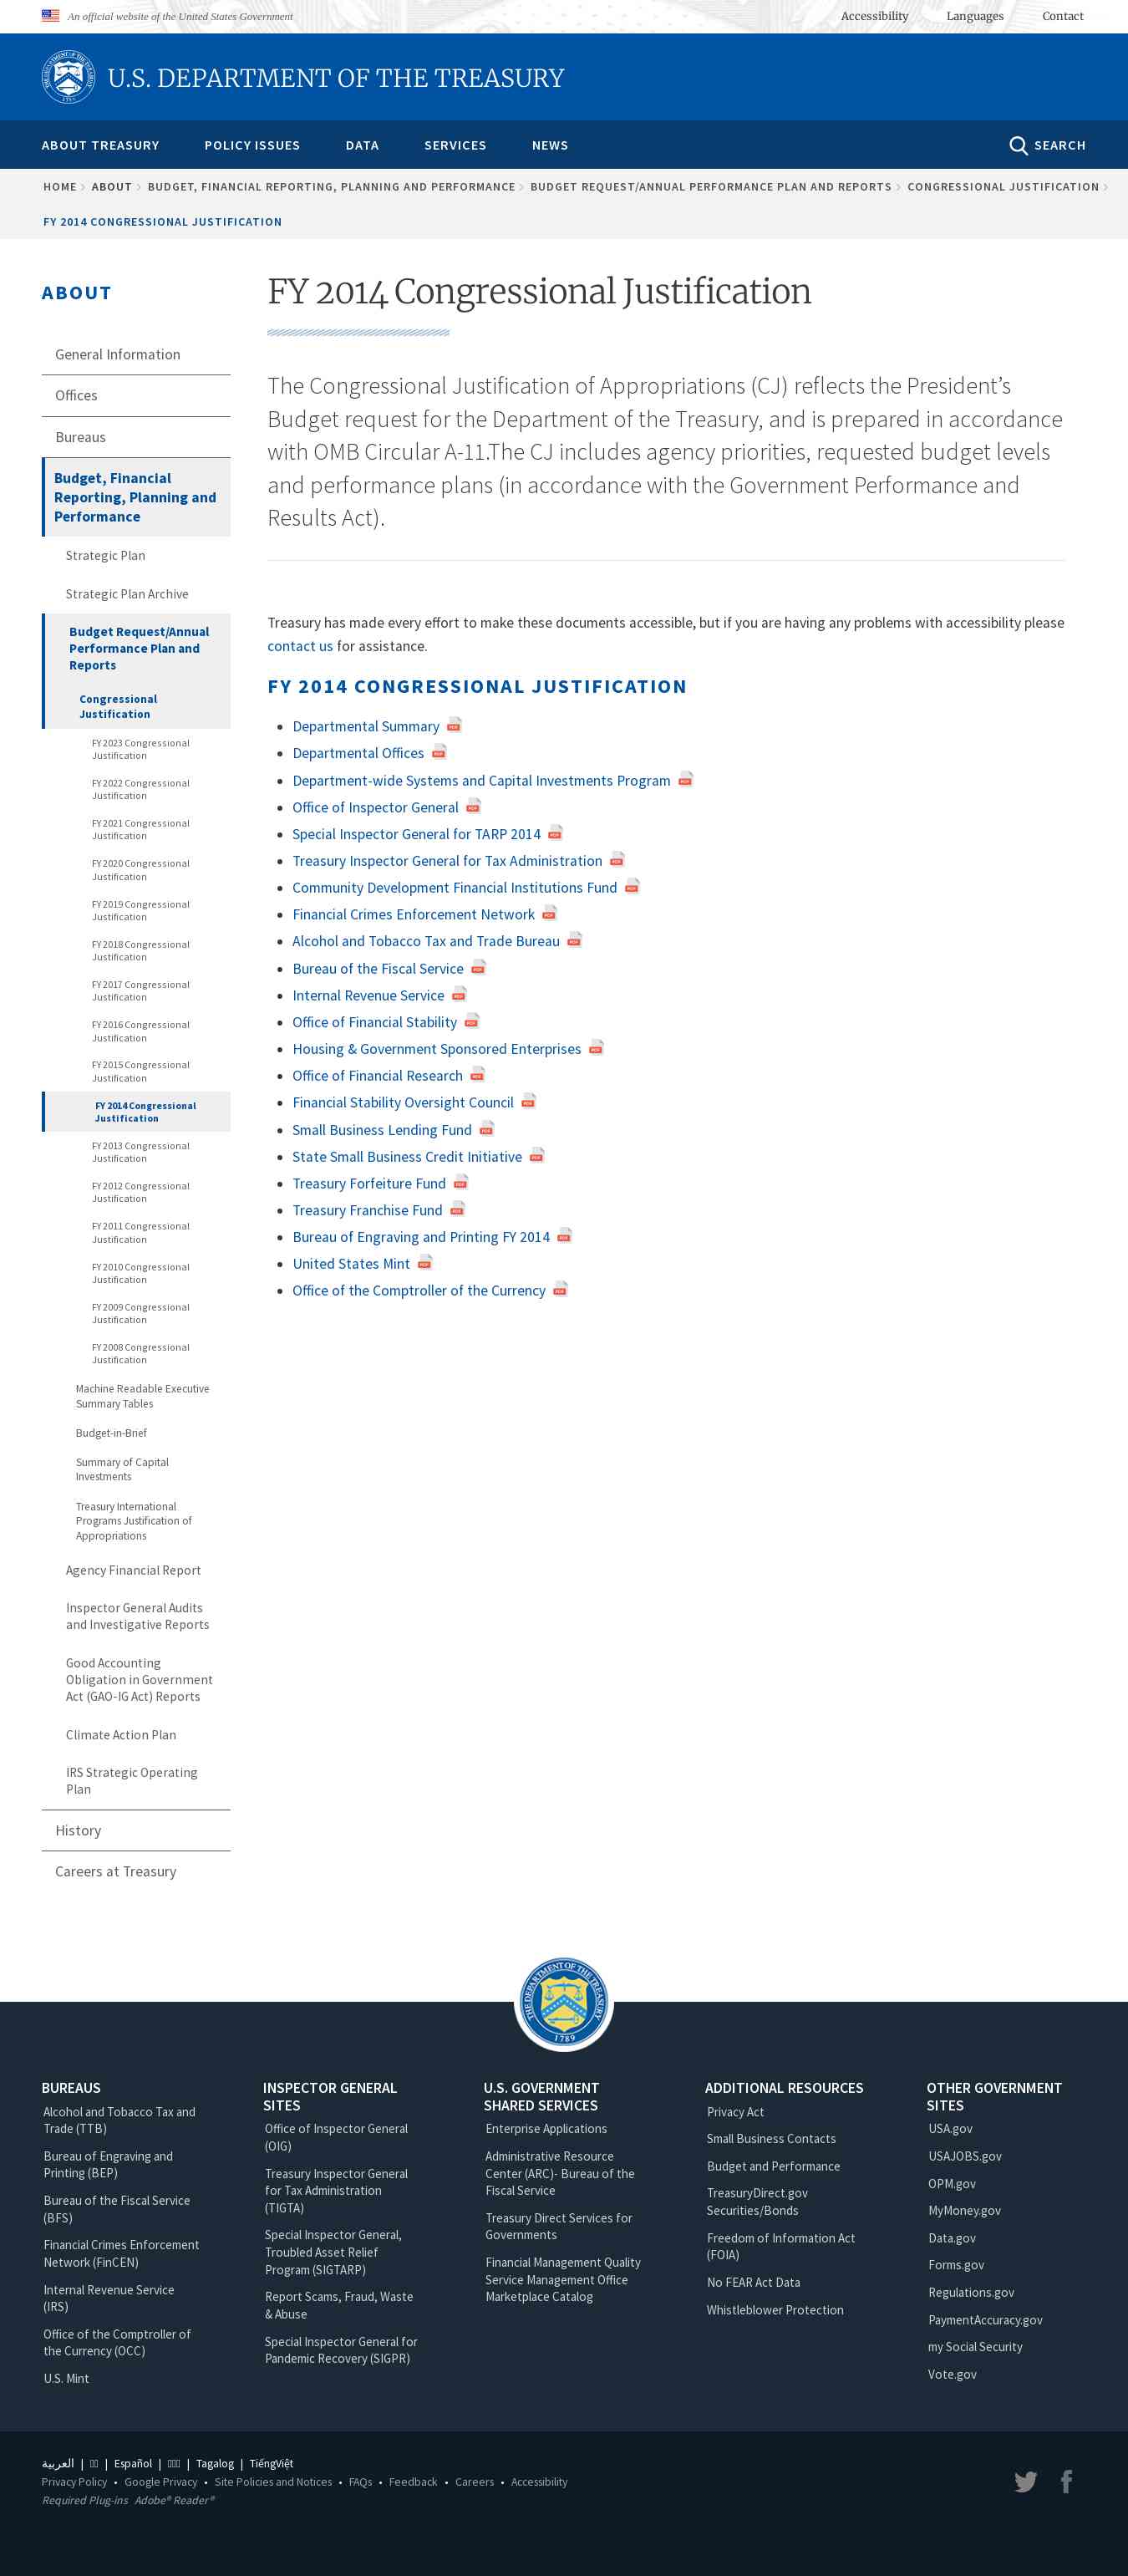 An official website of the United States Government
Accessibility
Languages
Contact
U.S. DEPARTMENT OF THE TREASURY
ABOUT TREASURY
POLICY ISSUES
DATA
SERVICES
NEWS
SEARCH
HOME
ABOUT
BUDGET, FINANCIAL REPORTING, PLANNING AND PERFORMANCE
BUDGET REQUEST/ANNUAL PERFORMANCE PLAN AND REPORTS
CONGRESSIONAL JUSTIFICATION
FY 2014 CONGRESSIONAL JUSTIFICATION
ABOUT
General Information
Offices
Bureaus
Budget, Financial
Reporting, Planning and
Performance
Strategic Plan
Strategic Plan Archive
Budget Request/Annual
Performance Plan and
Reports
Congressional
Justification
FY 2023 Congressional
Justification
FY 2022 Congressional
Justification
FY 2021 Congressional
Justification
FY 2020 Congressional
Justification
FY 2019 Congressional
Justification
FY 2018 Congressional
Justification
FY 2017 Congressional
Justification
FY 2016 Congressional
Justification
FY 2015 Congressional
Justification
FY 2014 Congressional
Justification
FY 2013 Congressional
Justification
FY 2012 Congressional
Justification
FY 2011 Congressional
Justification
FY 2010 Congressional
Justification
FY 2009 Congressional
Justification
FY 2008 Congressional
Justification
Machine Readable Executive
Summary Tables
Budget-in-Brief
Summary of Capital
Investments
Treasury International
Programs Justification of
Appropriations
Agency Financial Report
Inspector General Audits
and Investigative Reports
Good Accounting
Obligation in Government
Act (GAO-IG Act) Reports
Climate Action Plan
IRS Strategic Operating
Plan
History
Careers at Treasury
FY 2014 Congressional Justification
The Congressional Justification of Appropriations (CJ) reflects the President’s
Budget request for the Department of the Treasury, and is prepared in accordance
with OMB Circular A-11.The CJ includes agency priorities, requested budget levels
and performance plans (in accordance with the Government Performance and
Results Act).
Treasury has made every effort to make these documents accessible, but if you are having any problems with accessibility please
contact us for assistance.
FY 2014 CONGRESSIONAL JUSTIFICATION
Departmental Summary
Departmental Offices
Department-wide Systems and Capital Investments Program
Office of Inspector General
Special Inspector General for TARP 2014
Treasury Inspector General for Tax Administration
Community Development Financial Institutions Fund
Financial Crimes Enforcement Network
Alcohol and Tobacco Tax and Trade Bureau
Bureau of the Fiscal Service
Internal Revenue Service
Office of Financial Stability
Housing & Government Sponsored Enterprises
Office of Financial Research
Financial Stability Oversight Council
Small Business Lending Fund
State Small Business Credit Initiative
Treasury Forfeiture Fund
Treasury Franchise Fund
Bureau of Engraving and Printing FY 2014
United States Mint
Office of the Comptroller of the Currency
THE DEPARTMENT OF THE TREASURY
1789
BUREAUS
Alcohol and Tobacco Tax and
Trade (TTB)
Bureau of Engraving and
Printing (BEP)
Bureau of the Fiscal Service
(BFS)
Financial Crimes Enforcement
Network (FinCEN)
Internal Revenue Service
(IRS)
Office of the Comptroller of
the Currency (OCC)
U.S. Mint
INSPECTOR GENERAL
SITES
Office of Inspector General
(OIG)
Treasury Inspector General
for Tax Administration
(TIGTA)
Special Inspector General,
Troubled Asset Relief
Program (SIGTARP)
Report Scams, Fraud, Waste
& Abuse
Special Inspector General for
Pandemic Recovery (SIGPR)
U.S. GOVERNMENT
SHARED SERVICES
Enterprise Applications
Administrative Resource
Center (ARC)- Bureau of the
Fiscal Service
Treasury Direct Services for
Governments
Financial Management Quality
Service Management Office
Marketplace Catalog
ADDITIONAL RESOURCES
Privacy Act
Small Business Contacts
Budget and Performance
TreasuryDirect.gov
Securities/Bonds
Freedom of Information Act
(FOIA)
No FEAR Act Data
Whistleblower Protection
OTHER GOVERNMENT
SITES
USA.gov
USAJOBS.gov
OPM.gov
MyMoney.gov
Data.gov
Forms.gov
Regulations.gov
PaymentAccuracy.gov
my Social Security
Vote.gov
العربية | | Español | | Tagalog | TiếngViệt
Privacy Policy • Google Privacy • Site Policies and Notices • FAQs • Feedback • Careers • Accessibility
Required Plug-ins Adobe® Reader®